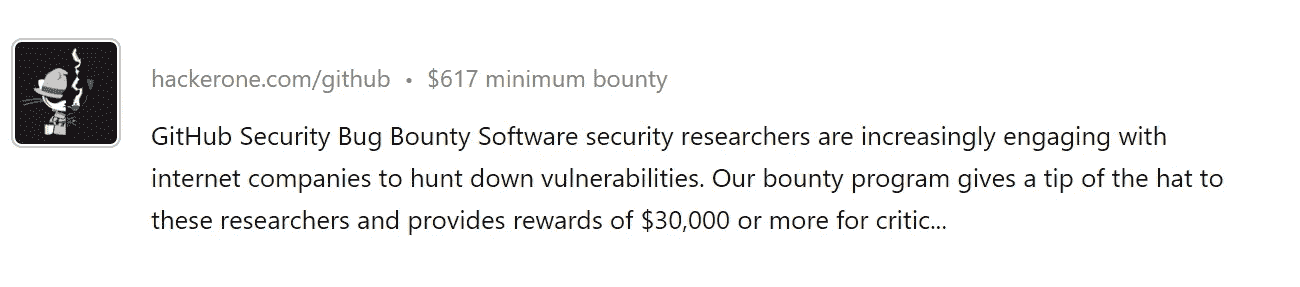 hackerone.com/github • $617 minimum bounty
GitHub Security Bug Bounty Software security researchers are increasingly engaging with
internet companies to hunt down vulnerabilities. Our bounty program gives a tip of the hat to
these researchers and provides rewards of $30,000 or more for critic...